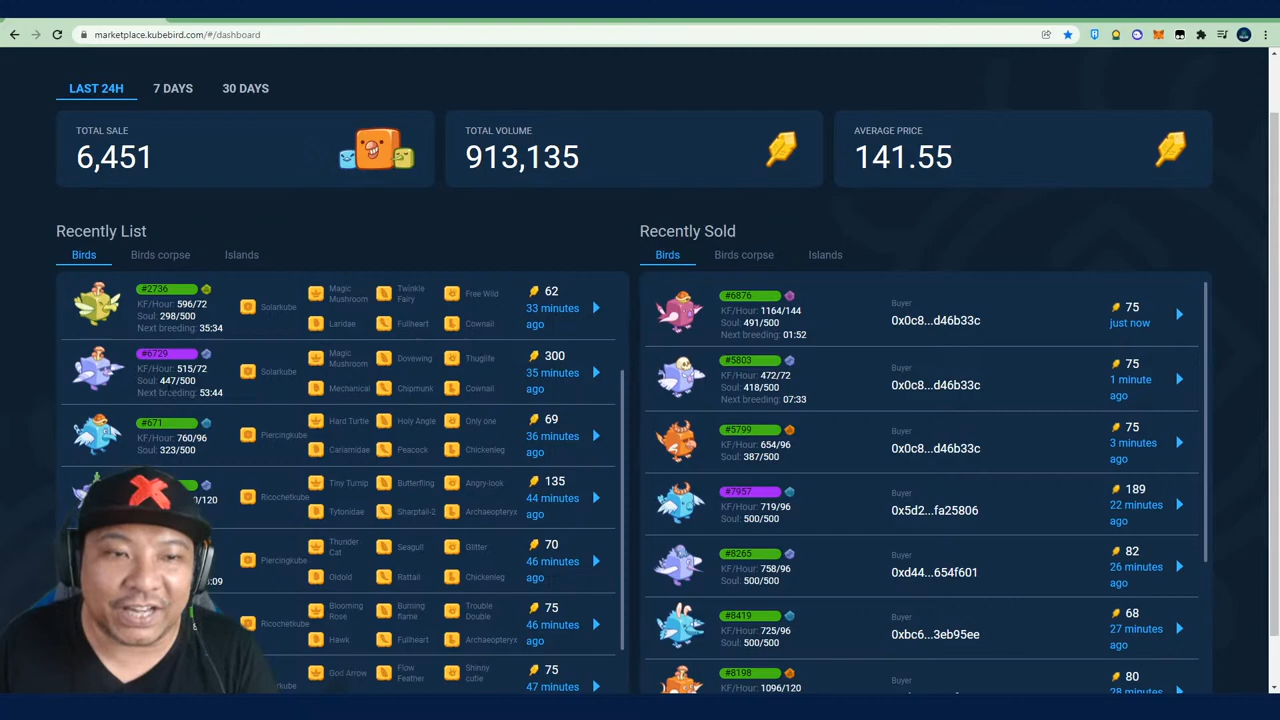 marketplace.kubebird.com/#/dashboard
LAST 24H 7 DAYS 30 DAYS
TOTAL SALE
6,451
TOTAL VOLUME
913,135
AVERAGE PRICE
141.55
Recently List
Birds Birds corpse Islands
#2736
KF/Hour: 596/72
Soul: 298/500
Next breeding: 35:34
Solarkube
Magic Mushroom
Twinkle Fairy
Free Wild
Laridae
Fullheart
Cownail
62
33 minutes ago
#6729
KF/Hour: 515/72
Soul: 447/500
Next breeding: 53:44
Solarkube
Magic Mushroom
Dovewing
Thuglife
Mechanical
Chipmunk
Cownail
300
35 minutes ago
#671
KF/Hour: 760/96
Soul: 323/500
Piercingkube
Hard Turtle
Holy Angle
Only one
Cariamidae
Peacock
Chickenleg
69
36 minutes ago
/120
Ricochetkube
Tiny Turnip
Butterfling
Angry-look
Tytonidae
Sharptail-2
Archaeopteryx
135
44 minutes ago
:09
Piercingkube
Thunder Cat
Seagull
Glitter
Oldold
Rattail
Chickenleg
70
46 minutes ago
Ricochetkube
Blooming Rose
Burning flame
Trouble Double
Hawk
Fullheart
Archaeopteryx
75
46 minutes ago
God Arrow
Flow Feather
Shinny cutie
75
47 minutes
Recently Sold
Birds Birds corpse Islands
#6876
KF/Hour: 1164/144
Soul: 491/500
Next breeding: 01:52
Buyer
0x0c8...d46b33c
75
just now
#5803
KF/Hour: 472/72
Soul: 418/500
Next breeding: 07:33
Buyer
0x0c8...d46b33c
75
1 minute ago
#5799
KF/Hour: 654/96
Soul: 387/500
Buyer
0x0c8...d46b33c
75
3 minutes ago
#7957
KF/Hour: 719/96
Soul: 500/500
Buyer
0x5d2...fa25806
189
22 minutes ago
#8265
KF/Hour: 758/96
Soul: 500/500
Buyer
0xd44...654f601
82
26 minutes ago
#8419
KF/Hour: 725/96
Soul: 500/500
Buyer
0xbc6...3eb95ee
68
27 minutes ago
#8198
KF/Hour: 1096/120
Buyer
80
28 minutes